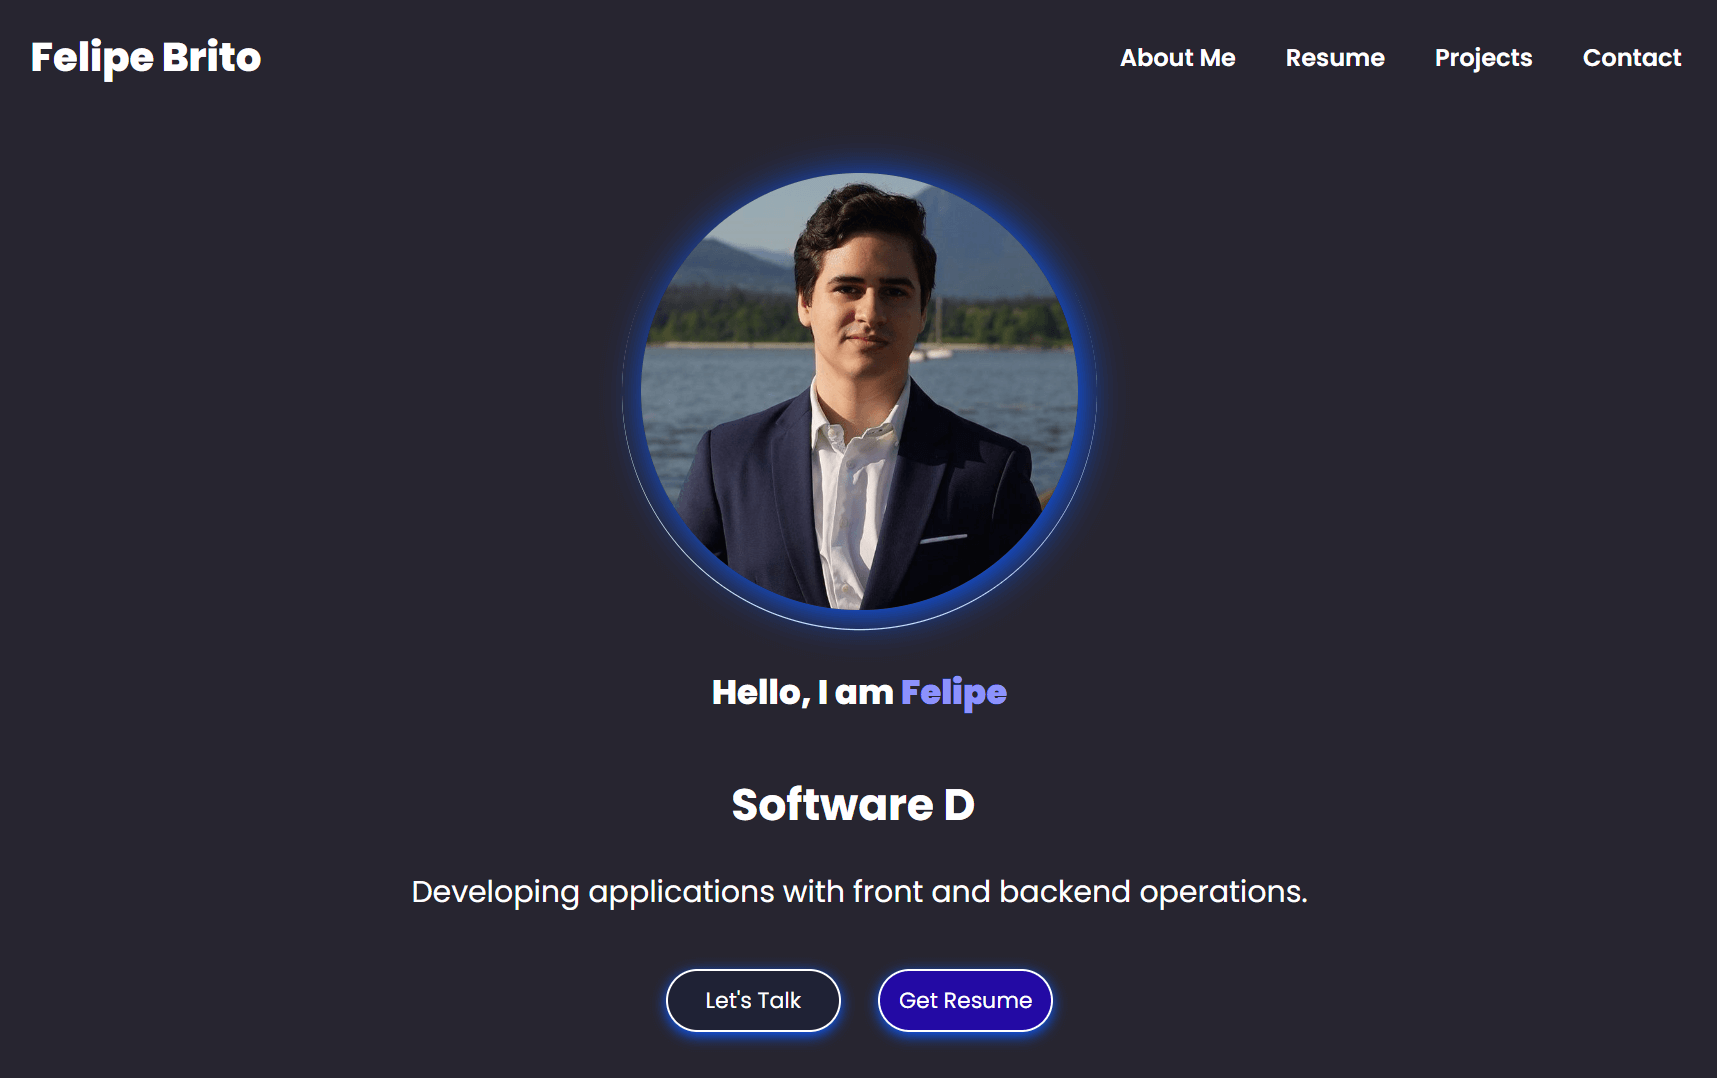 Felipe Brito
About Me Resume Projects Contact
Hello, I am Felipe
Software D
Developing applications with front and backend operations.
Let's Talk Get Resume